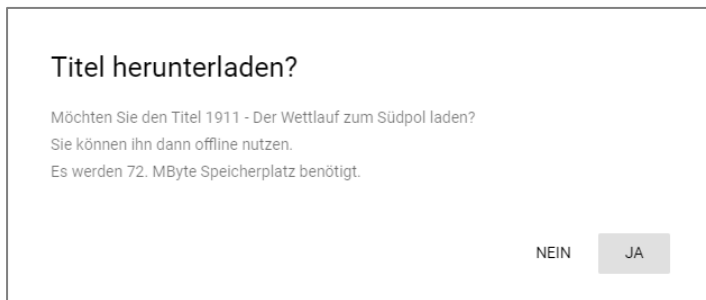 Titel herunterladen?
Möchten Sie den Titel 1911 - Der Wettlauf zum Südpol laden?
Sie können ihn dann offline nutzen.
Es werden 72. MByte Speicherplatz benötigt.
NEIN JA